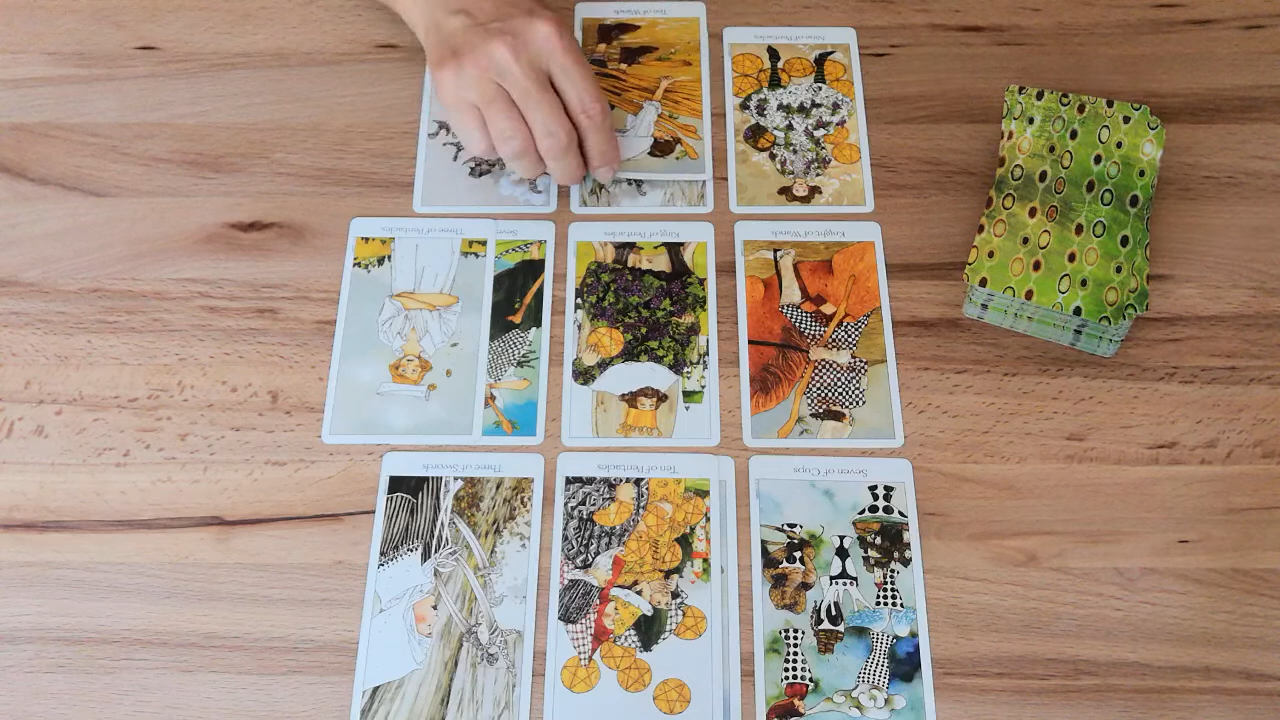 Ten of Wands
Nine of Pentacles
Three of Pentacles
Seve
King of Pentacles
Knight of Wands
Three of Swords
Ten of Pentacles
Seven of Cups